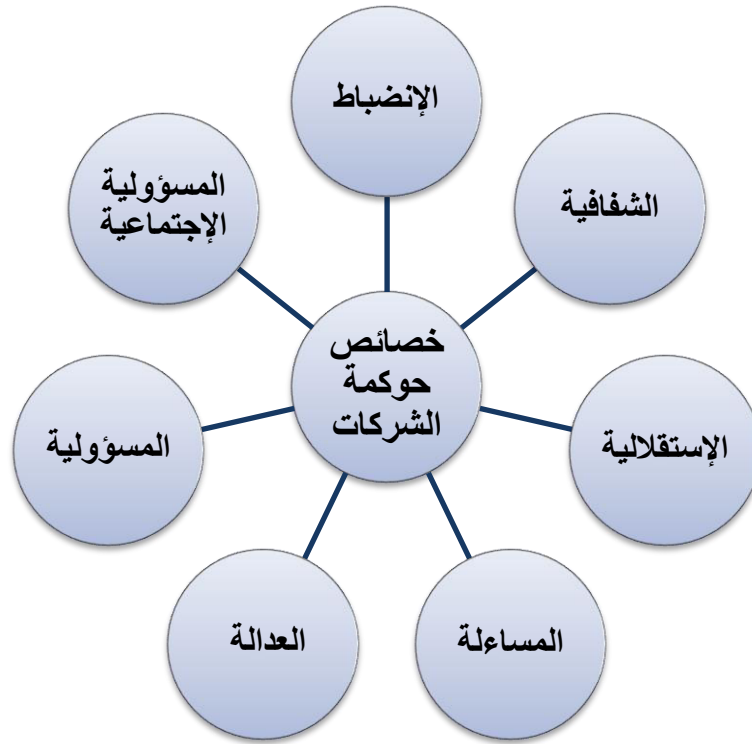 الإنضباط
الشفافية
المسؤولية
الإجتماعية
خصائص
حوكمة
الشركات
الإستقلالية
المسؤولية
المساءلة
العدالة